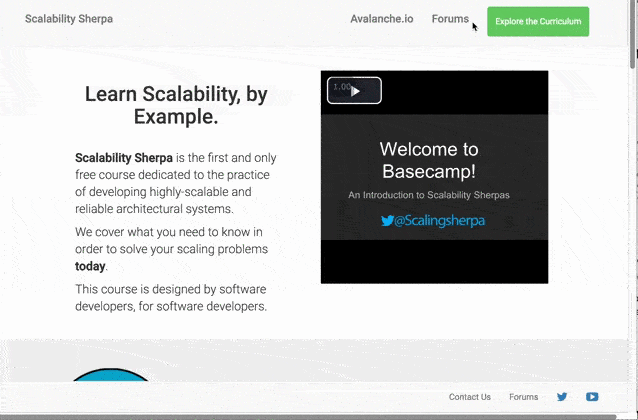 Scalability Sherpa
Avalanche.io
Forums
Explore the Curriculum
Learn Scalability, by
Example.
Scalability Sherpa is the first and only
free course dedicated to the practice
of developing highly-scalable and
reliable architectural systems.
We cover what you need to know in
order to solve your scaling problems
today.
This course is designed by software
developers, for software developers.
1.00
Welcome to
Basecamp!
An Introduction to Scalability Sherpas
@Scalingsherpa
Contact Us
Forums